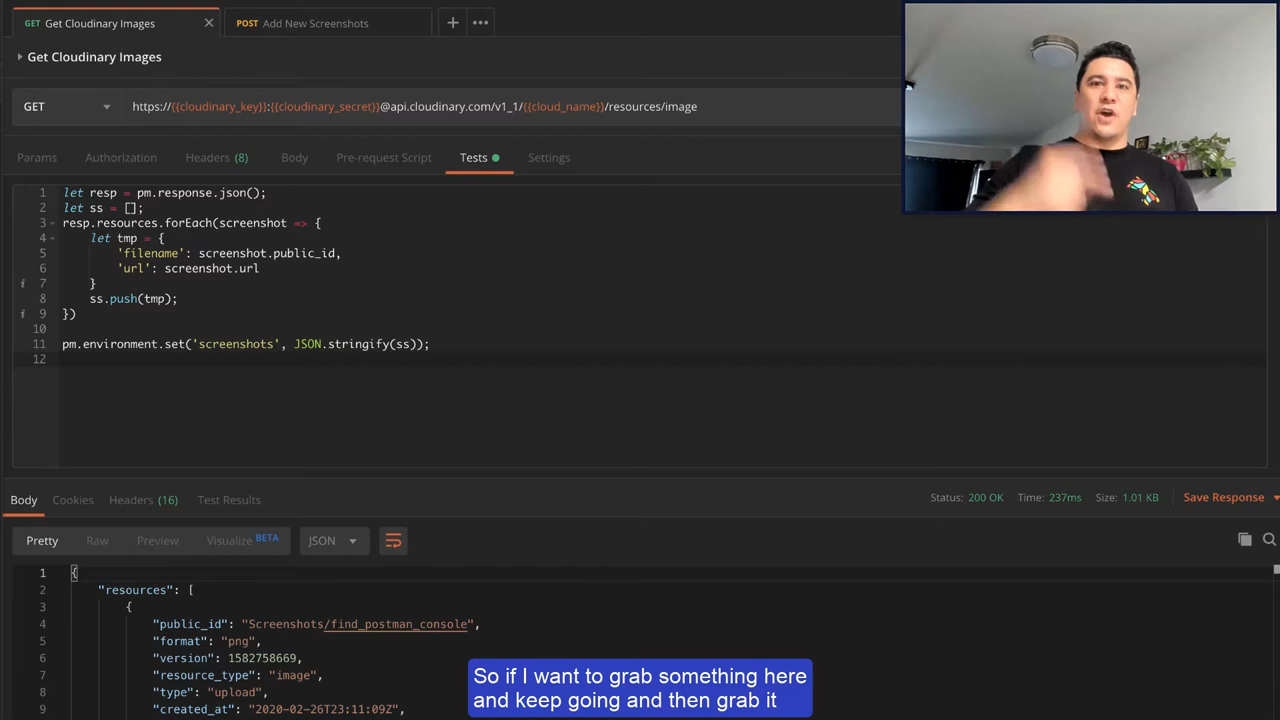 GET Get Cloudinary Images
POST Add New Screenshots
Get Cloudinary Images
GET https://{{cloudinary_key}}:{{cloudinary_secret}}@api.cloudinary.com/v1_1/{{cloud_name}}/resources/image
Params Authorization Headers (8) Body Pre-request Script Tests Settings
1 let resp = pm.response.json();
2 let ss = [];
3 resp.resources.forEach(screenshot => {
4 let tmp = {
5 'filename': screenshot.public_id,
6 'url': screenshot.url
7 }
8 ss.push(tmp);
9 })
10
11 pm.environment.set('screenshots', JSON.stringify(ss));
12
Body Cookies Headers (16) Test Results Status: 200 OK Time: 237ms Size: 1.01 KB Save Response
Pretty Raw Preview Visualize BETA JSON
1 {
2 "resources": [
3 {
4 "public_id": "Screenshots/find_postman_console",
5 "format": "png",
6 "version": 1582758669,
7 "resource_type": "image",
8 "type": "upload",
9 "created_at": "2020-02-26T23:11:09Z",
So if I want to grab something here
and keep going and then grab it